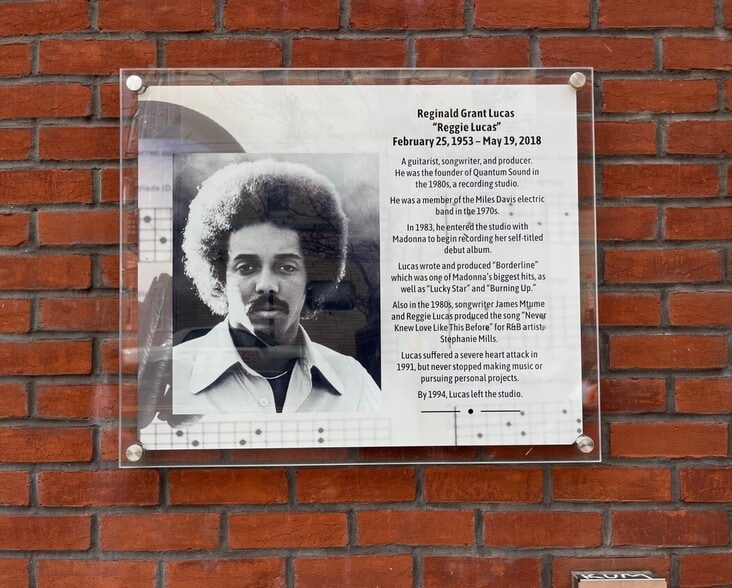 Reginald Grant Lucas
“Reggie Lucas”
February 25, 1953 – May 19, 2018
A guitarist, songwriter, and producer.
He was the founder of Quantum Sound in
the 1980s, a recording studio.
He was a member of the Miles Davis electric
band in the 1970s.
In 1983, he entered the studio with
Madonna to begin recording her self-titled
debut album.
Lucas wrote and produced “Borderline”
which was one of Madonna’s biggest hits, as
well as “Lucky Star” and “Burning Up.”
Also in the 1980s, songwriter James Mtume
and Reggie Lucas produced the song “Never
Knew Love Like This Before” for R&B artist,
Stephanie Mills.
Lucas suffered a severe heart attack in
1991, but never stopped making music or
pursuing personal projects.
By 1994, Lucas left the studio.